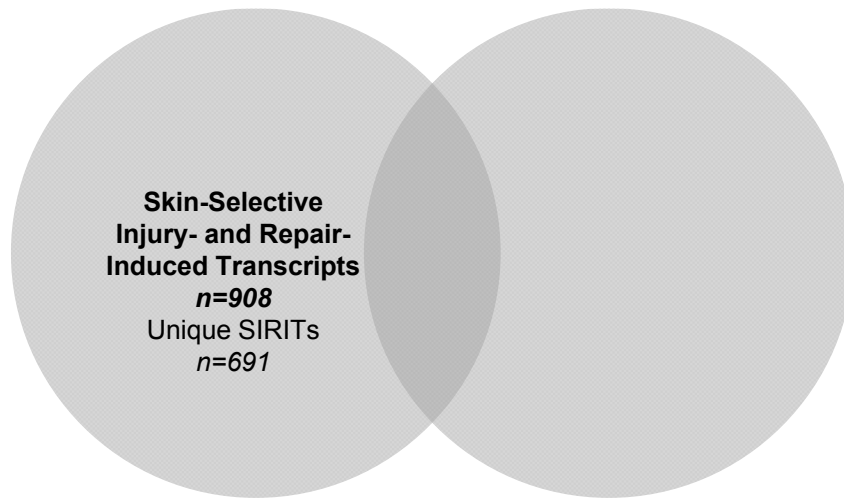 Skin-Selective
Injury- and Repair-
Induced Transcripts
n=908
Unique SIRITs
n=691